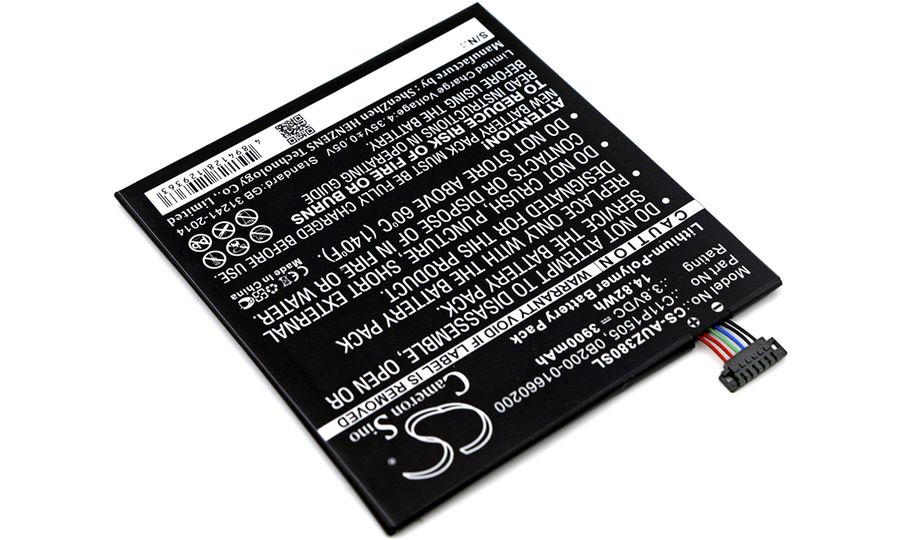 CS
Cameron
Sino
Model No.: CS-AUZ380SL
Part No.: C11P1505, 0B200-01660200
Rating: 3.8V 3900mAh
14.82Wh
Lithium-Polymer Battery Pack
CAUTION WARRANTY VOID IF LABEL IS REMOVED
DO NOT ATTEMPT TO DISASSEMBLE, OPEN OR
SERVICE THE BATTERY PACK.
REPLACE ONLY WITH THE BATTERY PACK
DESIGNATED FOR THIS PRODUCT.
DO NOT CRUSH, PUNCTURE, SHORT EXTERNAL
CONTACTS OR DISPOSE OF IN FIRE OR WATER.
DO NOT STORE ABOVE 60°C (140°F).
ATTENTION:
NEW BATTERY PACK MUST BE FULLY CHARGED BEFORE USE.
TO REDUCE RISK OF FIRE OR BURNS
READ INSTRUCTIONS IN OPERATING GUIDE
BEFORE USING THE BATTERY.
Limited Charge Voltage:4.35V±0.05V Standard:GB 31241-2014
Manufacture by: ShenZhen HENZENS Technology Co., Limited
S/N.:
CE
Made in China
4 894128 129363